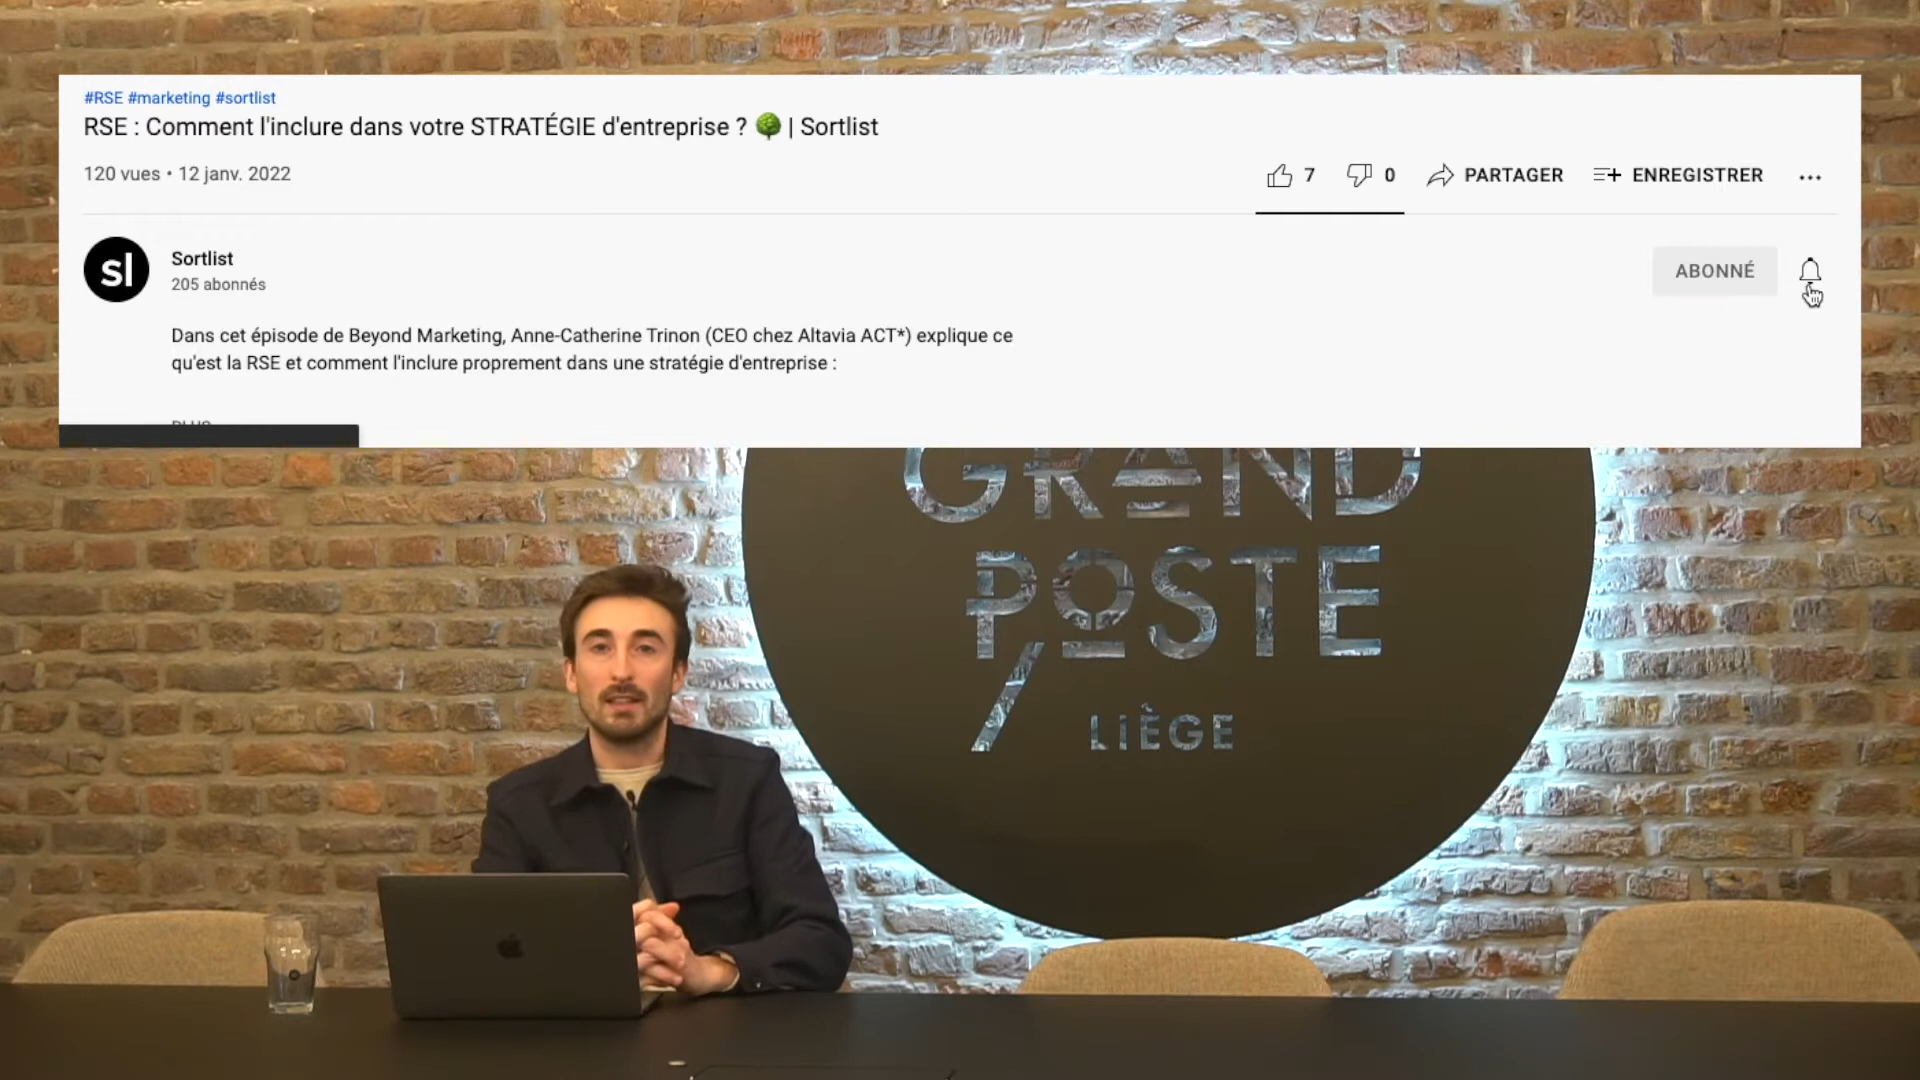 #RSE #marketing #sortlist
RSE : Comment l'inclure dans votre STRATÉGIE d'entreprise ? 🌳 | Sortlist
120 vues • 12 janv. 2022
7
0
PARTAGER
ENREGISTRER
sl
Sortlist
205 abonnés
ABONNÉ
Dans cet épisode de Beyond Marketing, Anne-Catherine Trinon (CEO chez Altavia ACT*) explique ce
qu'est la RSE et comment l'inclure proprement dans une stratégie d'entreprise :
PLUS
GRAND
POSTE
LIÈGE